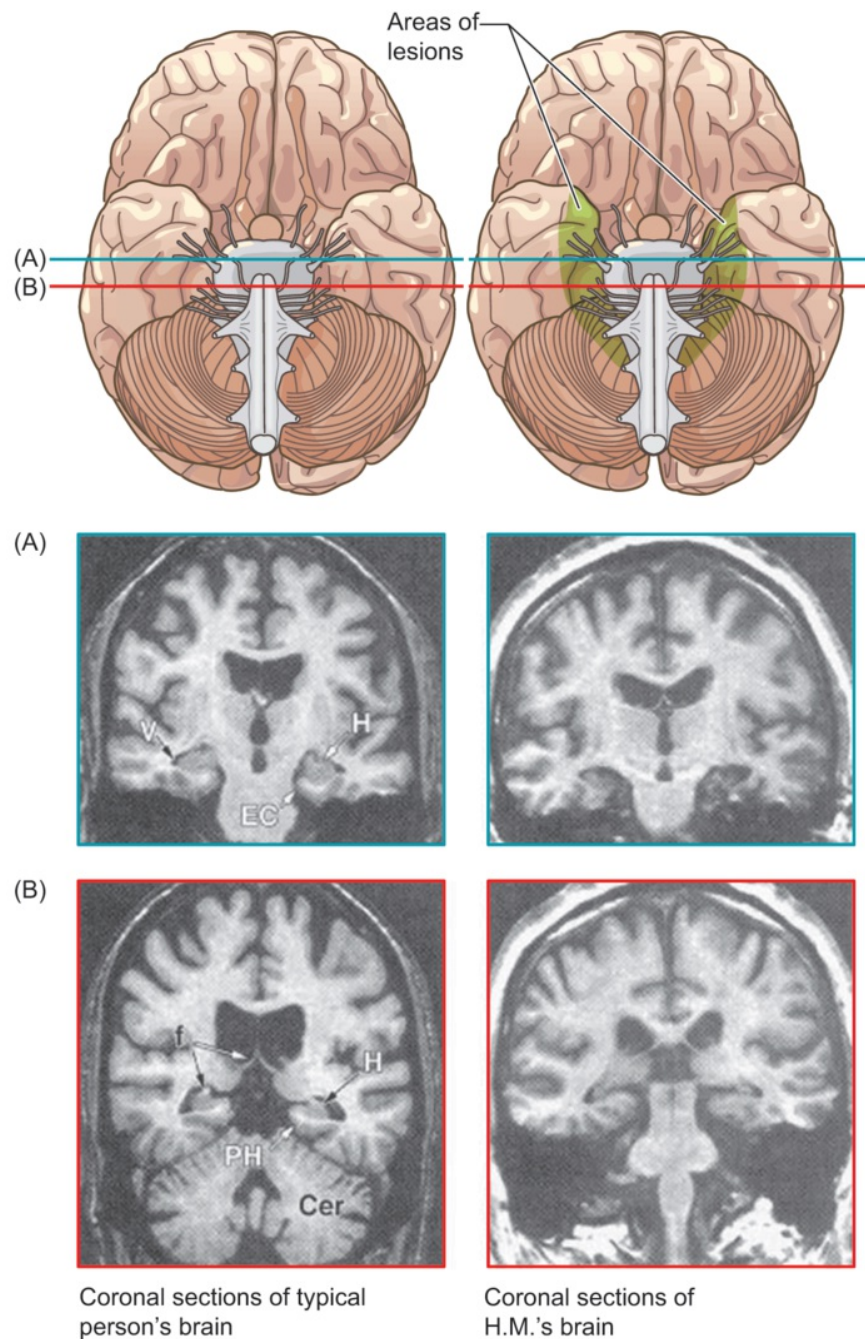 Areas of
lesions
(A)
(B)
(A)
V
H
EC
(B)
f
H
PH
Cer
Coronal sections of typical
person's brain
Coronal sections of
H.M.'s brain